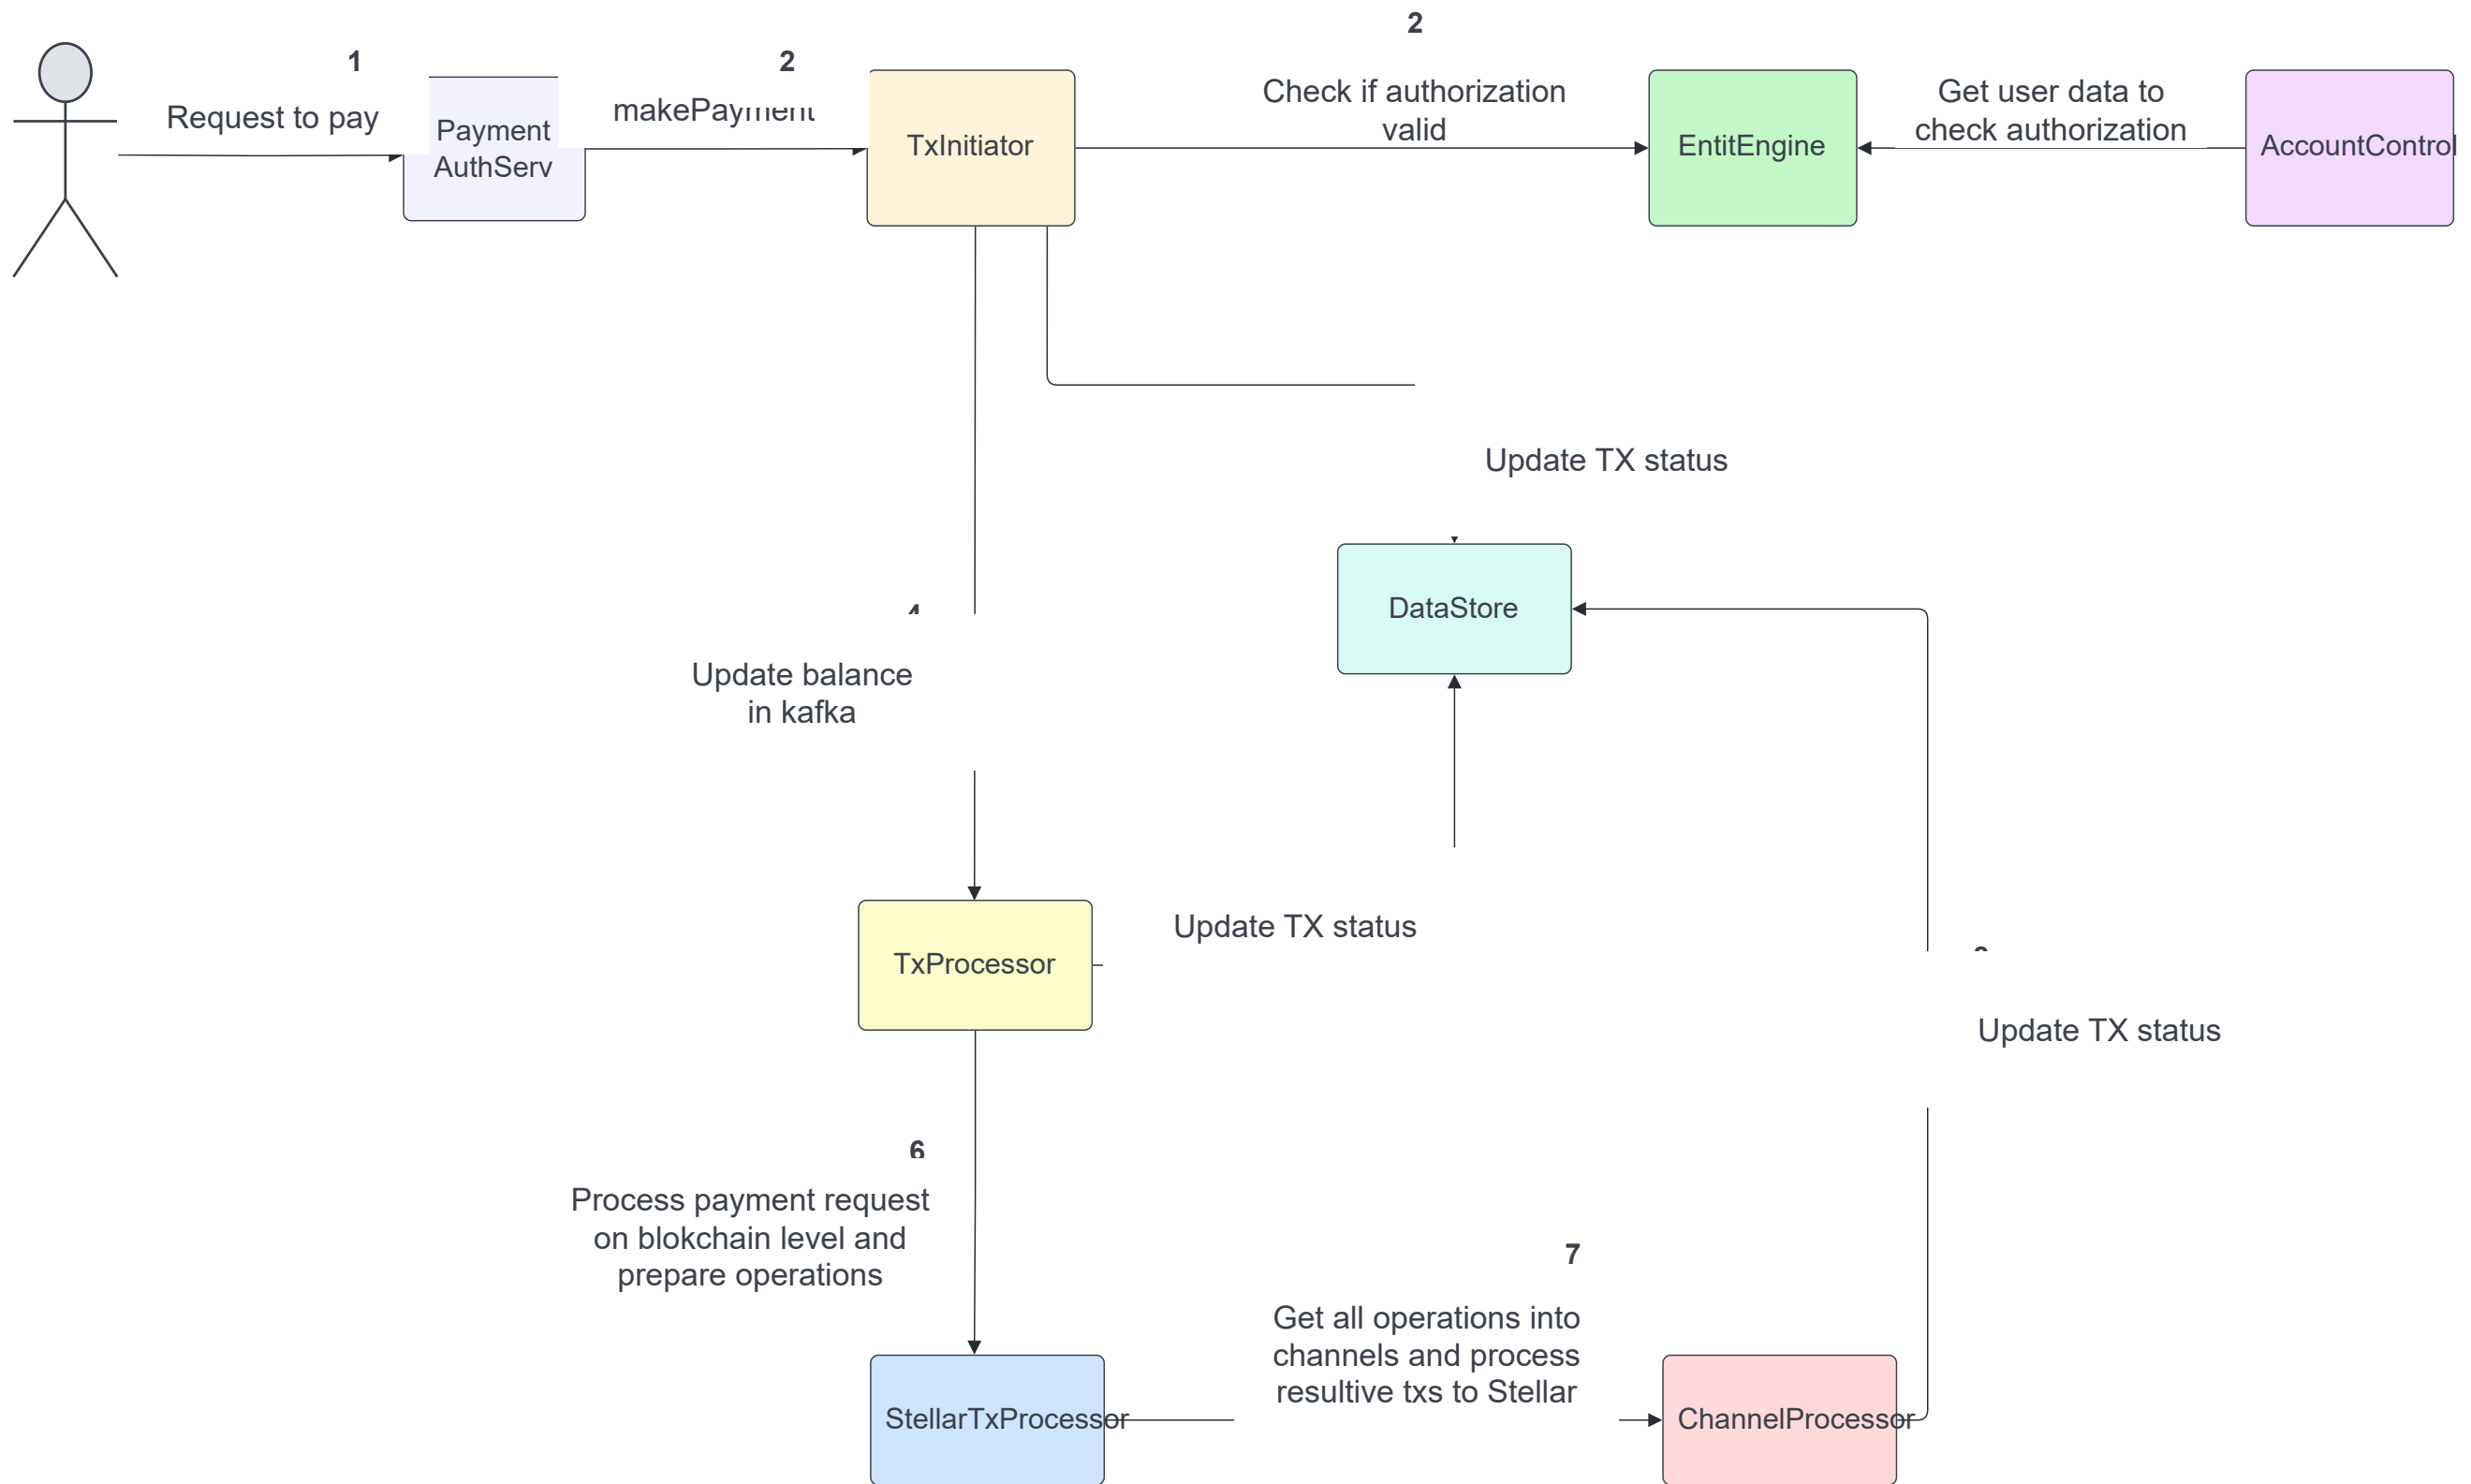 1
2
2
Request to pay
makePayment
Payment
AuthServ
TxInitiator
Check if authorization
valid
EntitEngine
Get user data to
check authorization
AccountControl
Update TX status
DataStore
4
Update balance
in kafka
TxProcessor
Update TX status
Update TX status
6
Process payment request
on blokchain level and
prepare operations
7
Get all operations into
channels and process
resultive txs to Stellar
StellarTxProcessor
ChannelProcessor